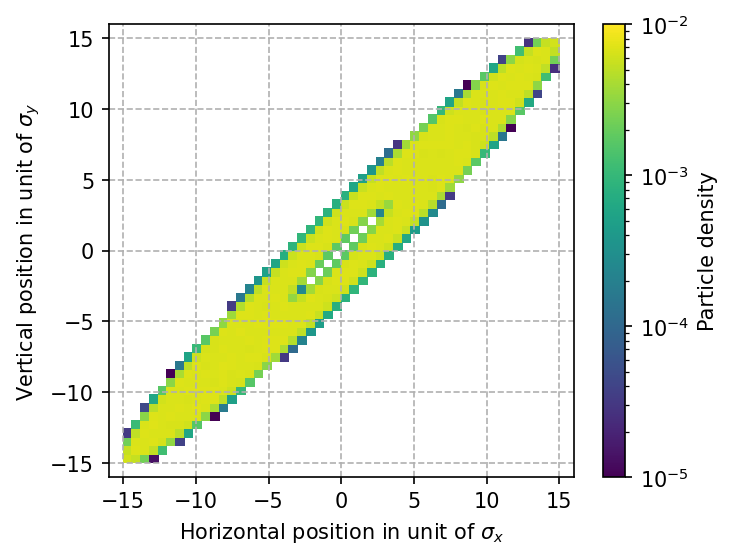 15
10
5
0
−5
−10
−15
Vertical position in unit of σy
−15 −10 −5 0 5 10 15
Horizontal position in unit of σx
10−2
10−3
10−4
10−5
Particle density